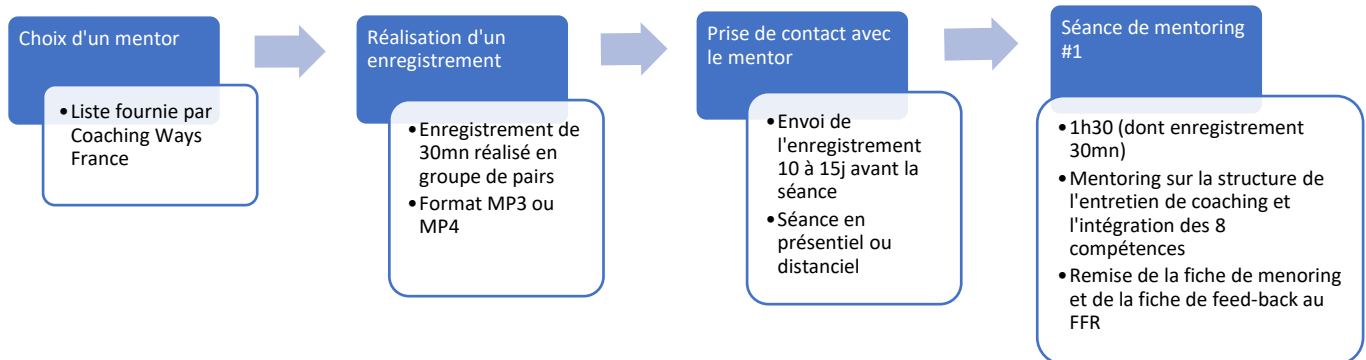 Choix d'un mentor
•Liste fournie par
Coaching Ways
France
Réalisation d'un
enregistrement
•Enregistrement de
30mn réalisé en
groupe de pairs
•Format MP3 ou
MP4
Prise de contact avec
le mentor
•Envoi de
l'enregistrement
10 à 15j avant la
séance
•Séance en
présentiel ou
distanciel
Séance de mentoring
#1
•1h30 (dont enregistrement
30mn)
•Mentoring sur la structure de
l'entretien de coaching et
l'intégration des 8
compétences
•Remise de la fiche de menoring
et de la fiche de feed-back au
FFR